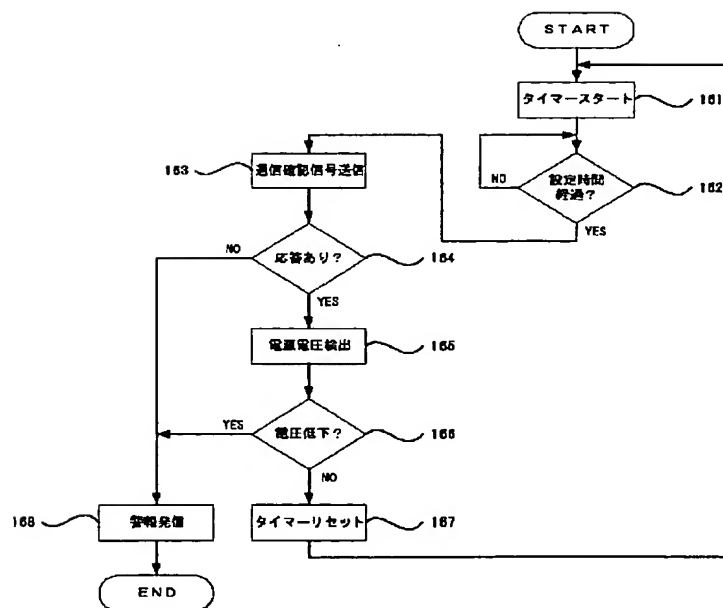 START
タイマースタート
161
設定時間
経過?
162
NO
YES
163
通信確認信号送信
応答あり?
164
NO
YES
電源電圧検出
165
電圧低下?
166
YES
NO
タイマーリセット
167
168
警報発信
END